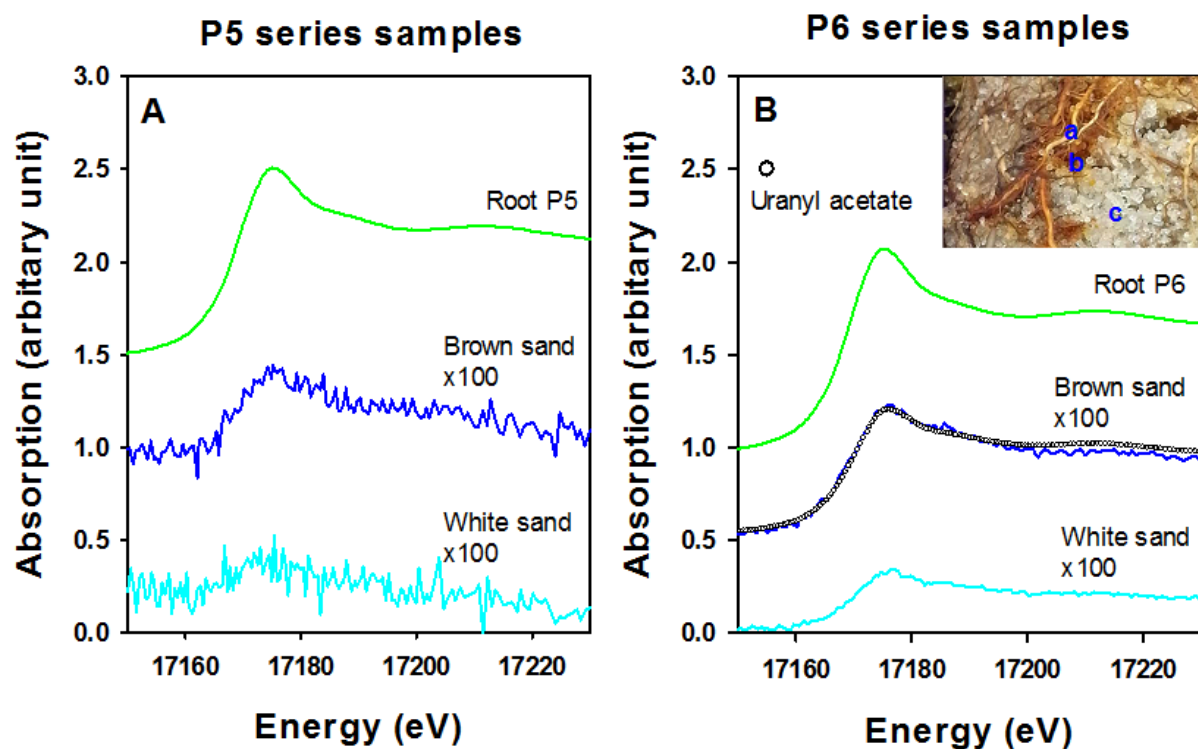 P5 series samples
P6 series samples
Absorption (arbitary unit)
3.0
2.5
2.0
1.5
1.0
0.5
0.0
A
Root P5
Brown sand
x100
White sand
x100
17160
17180
17200
17220
Energy (eV)
Absorption (arbitary unit)
3.0
2.5
2.0
1.5
1.0
0.5
0.0
B
a
b
c
Uranyl acetate
Root P6
Brown sand
x100
White sand
x100
17160
17180
17200
17220
Energy (eV)